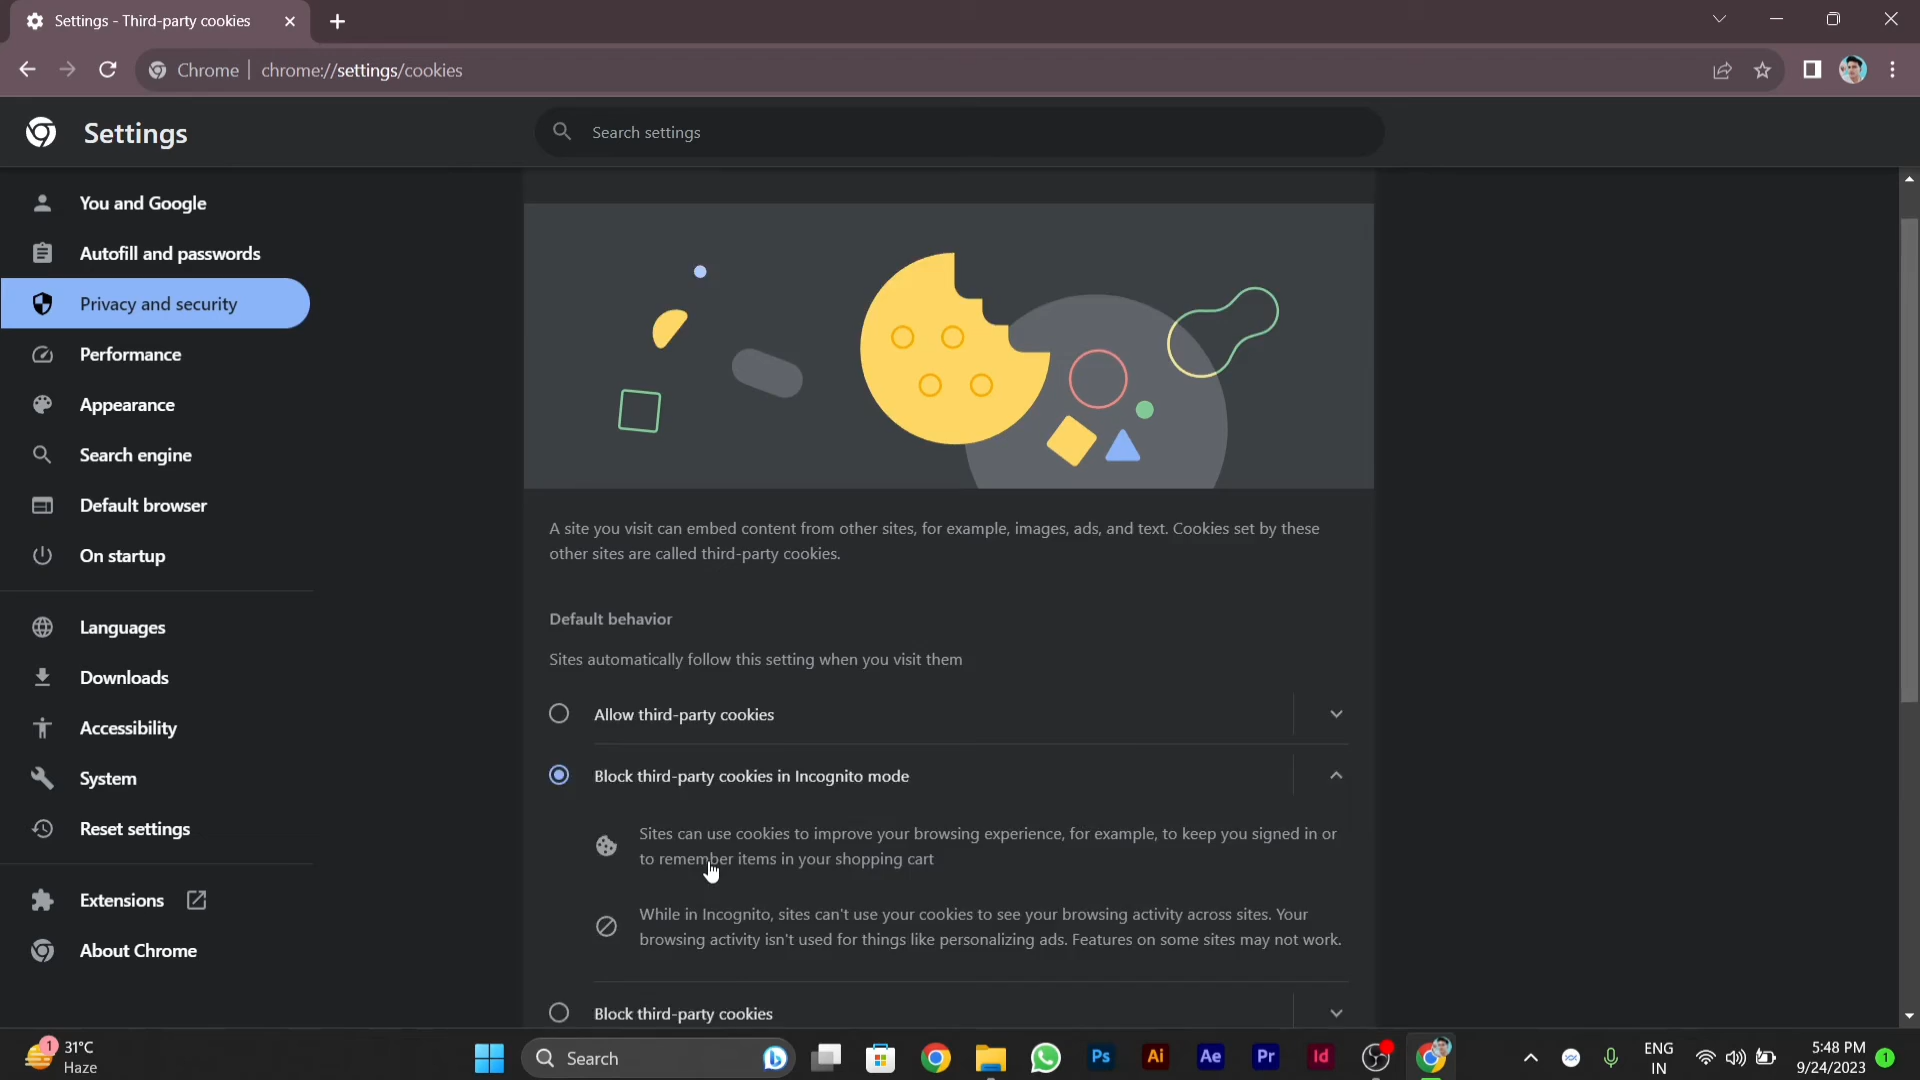 Settings - Third-party cookies
Chrome
chrome://settings/cookies
Settings
Search settings
You and Google
Autofill and passwords
Privacy and security
Performance
Appearance
Search engine
Default browser
On startup
Languages
Downloads
Accessibility
System
Reset settings
Extensions
About Chrome
A site you visit can embed content from other sites, for example, images, ads, and text. Cookies set by these
other sites are called third-party cookies.
Default behavior
Sites automatically follow this setting when you visit them
Allow third-party cookies
Block third-party cookies in Incognito mode
Sites can use cookies to improve your browsing experience, for example, to keep you signed in or
to remember items in your shopping cart
While in Incognito, sites can't use your cookies to see your browsing activity across sites. Your
browsing activity isn't used for things like personalizing ads. Features on some sites may not work.
Block third-party cookies
1
31°C
Haze
Search
Ps
Ai
Ae
Pr
Id
ENG
IN
5:48 PM
9/24/2023
1